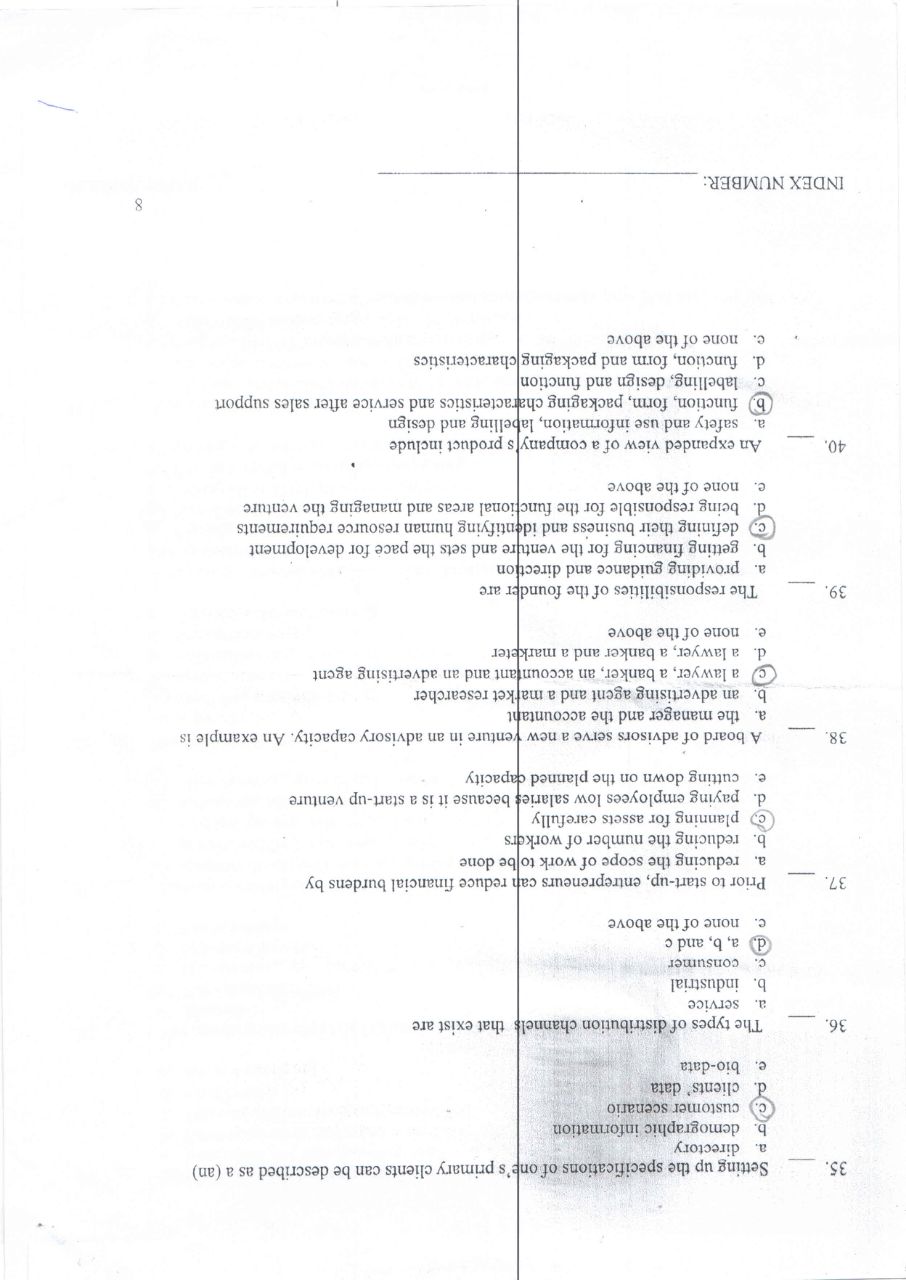 35. ___ Setting up the specifications of one's primary clients can be described as a (an)
a. directory
b. demographic information
c. customer scenario
d. clients' data
e. bio-data
36. ___ The types of distribution channels that exist are
a. service
b. industrial
c. consumer
d. a, b, and c
e. none of the above
37. ___ Prior to start-up, entrepreneurs can reduce financial burdens by
a. reducing the scope of work to be done
b. reducing the number of workers
c. planning for assets carefully
d. paying employees low salaries because it is a start-up venture
e. cutting down on the planned capacity
38. ___ A board of advisors serve a new venture in an advisory capacity. An example is
a. the manager and the accountant
b. an advertising agent and a market researcher
c. a lawyer, a banker, an accountant and an advertising agent
d. a lawyer, a banker and a marketer
e. none of the above
39. ___ The responsibilities of the founder are
a. providing guidance and direction
b. getting financing for the venture and sets the pace for development
c. defining their business and identifying human resource requirements
d. being responsible for the functional areas and managing the venture
e. none of the above
40. ___ An expanded view of a company's product include
a. safety and use information, labelling and design
b. function, form, packaging characteristics and service after sales support
c. labelling, design and function
d. function, form and packaging characteristics
e. none of the above
8
INDEX NUMBER: ___